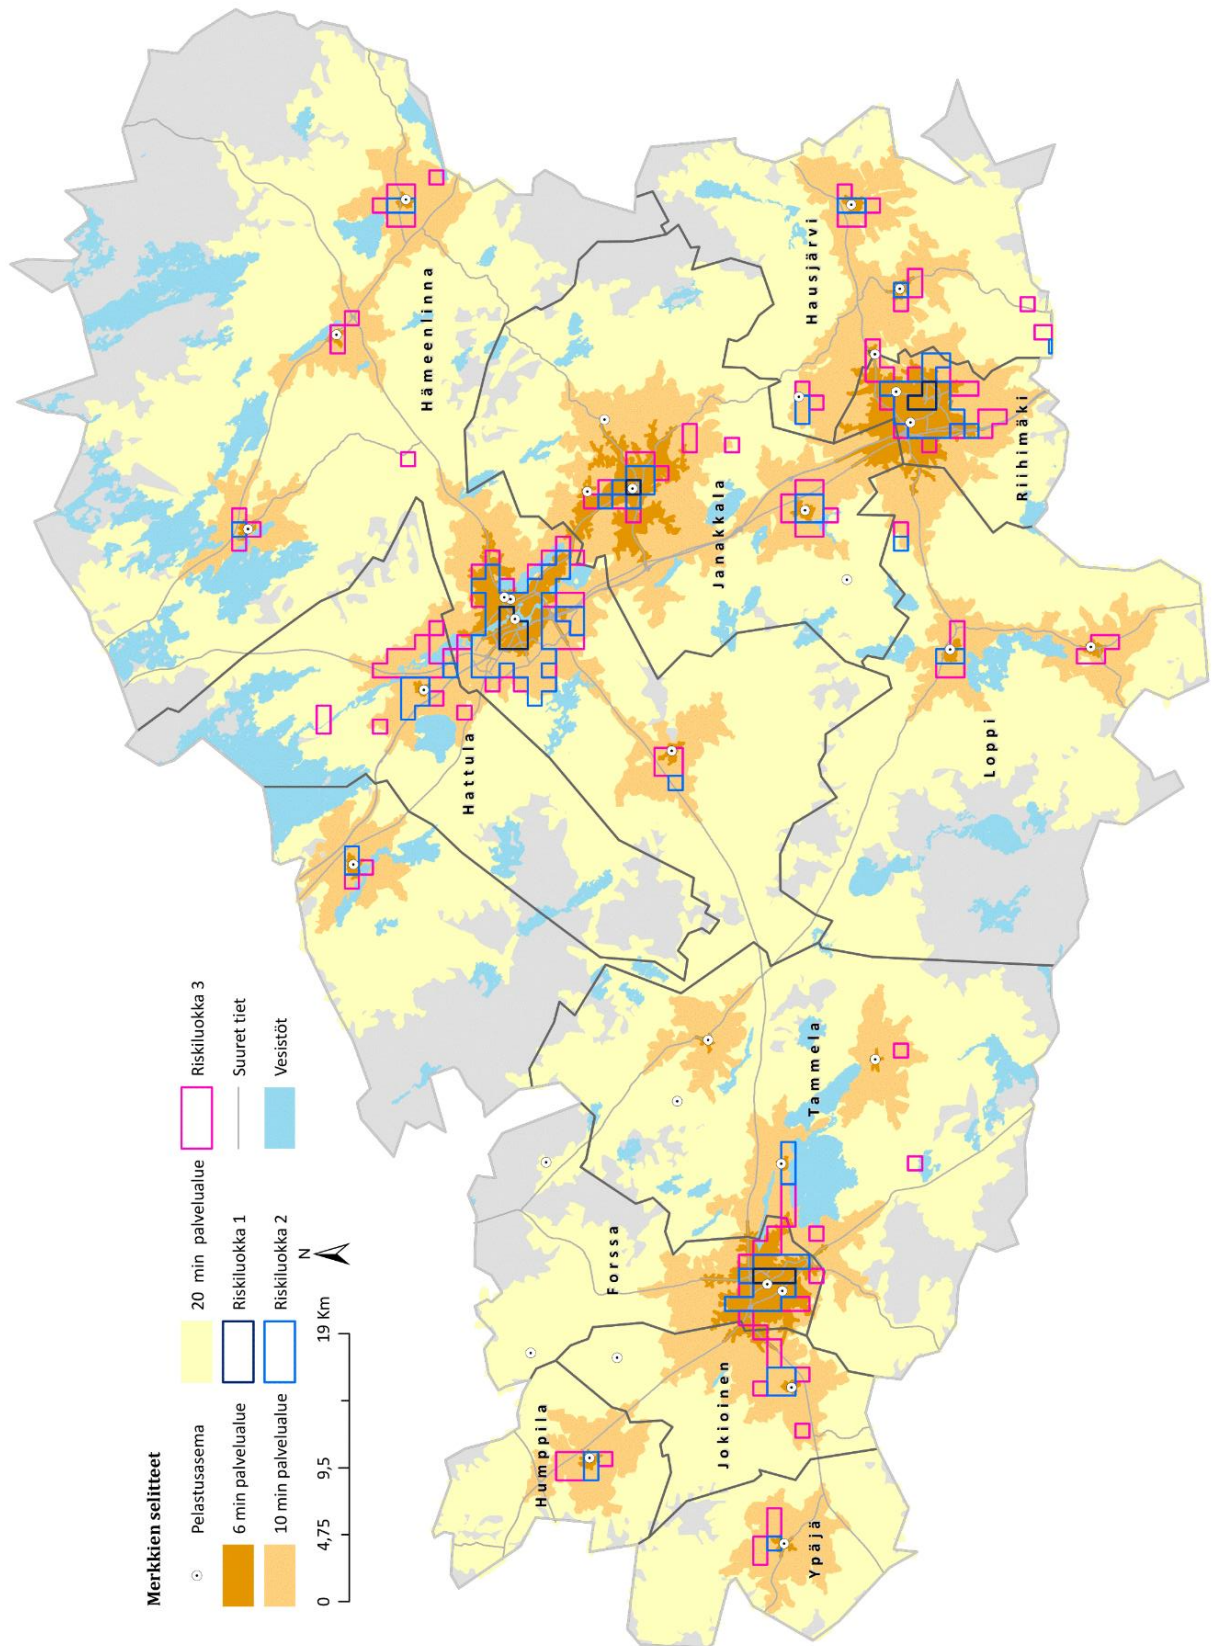 Merkkien selitteet
Pelastusasema
20 min palvelualue
Riskiluokka 3
6 min palvelualue
Riskiluokka 1
Suuret tiet
10 min palvelualue
Riskiluokka 2
Vesistöt
N
0 4,75 9,5 19 Km
Humppila
Forssa
Hattula
Hämeenlinna
Jokioinen
Janakkala
Ypäjä
Tammela
Hausjärvi
Loppi
Riihimäki